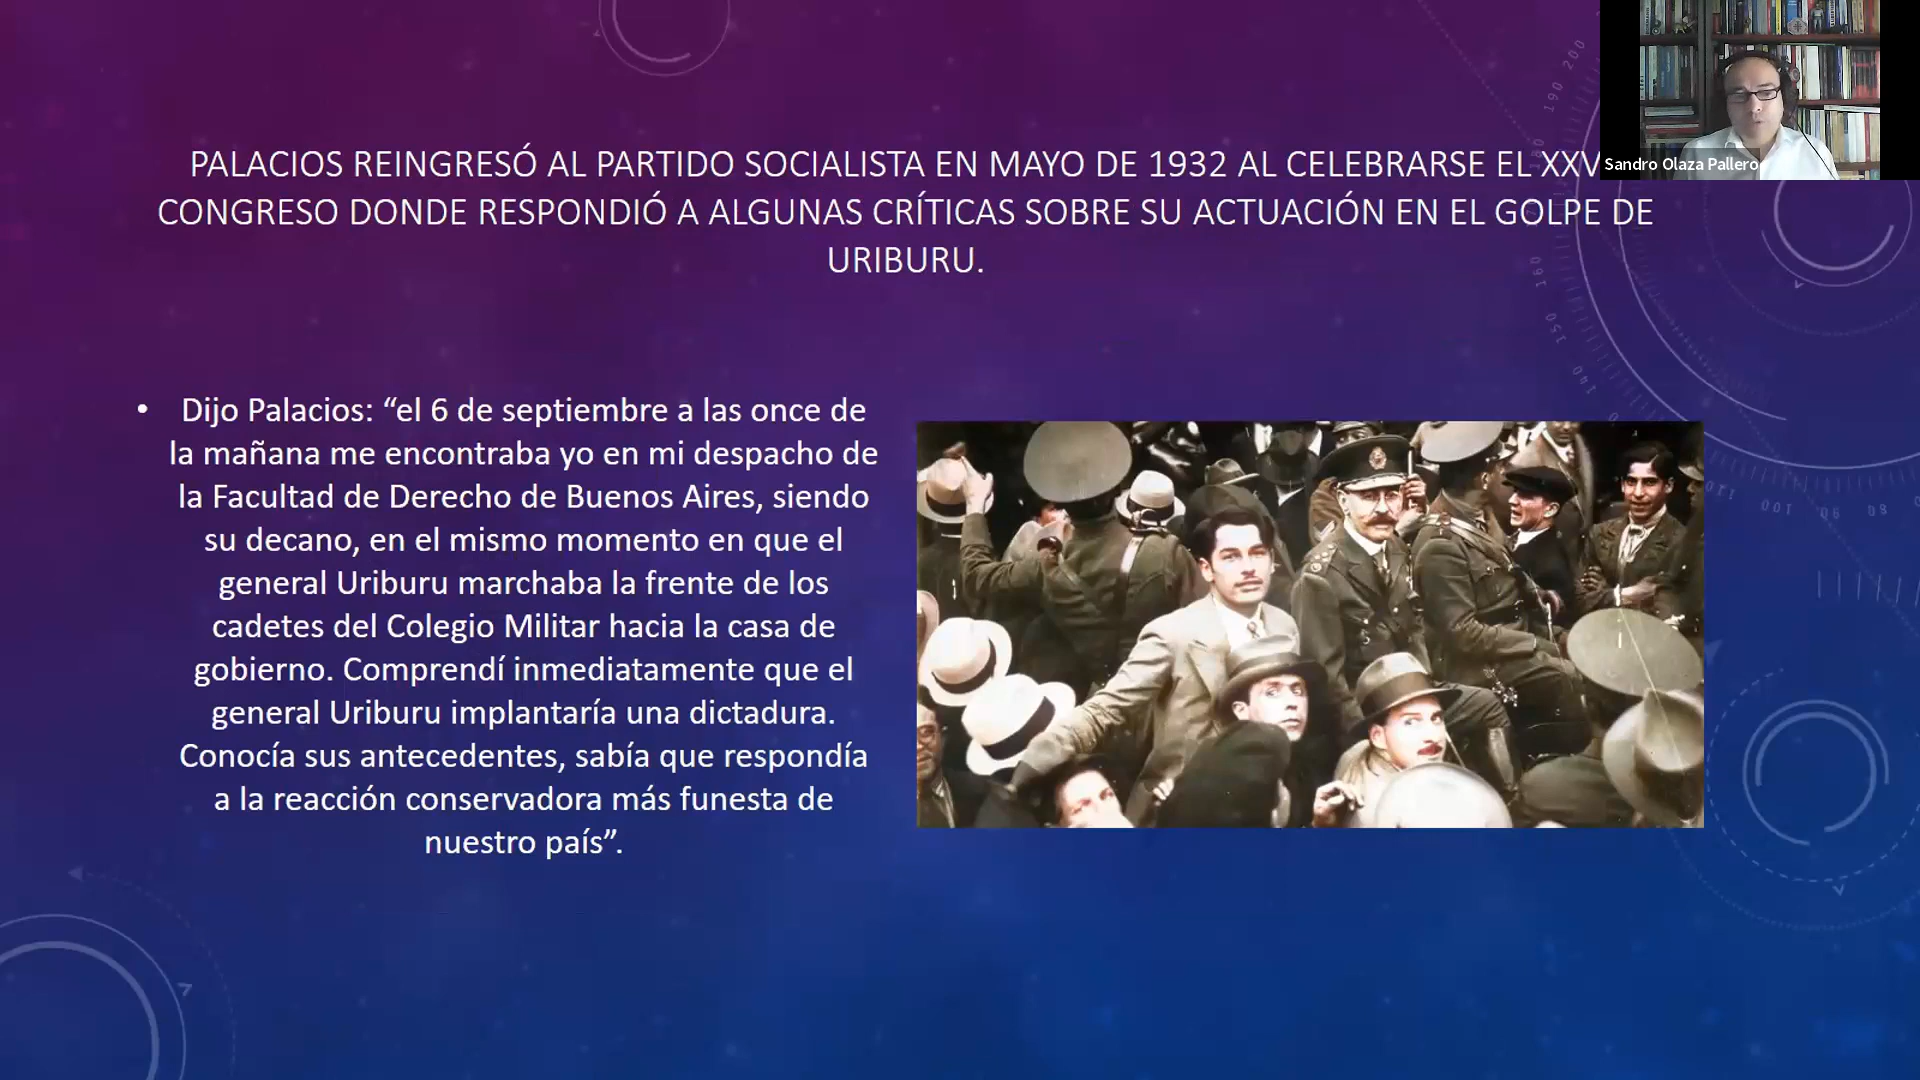 PALACIOS REINGRESÓ AL PARTIDO SOCIALISTA EN MAYO DE 1932 AL CELEBRARSE EL
CONGRESO DONDE RESPONDIÓ A ALGUNAS CRÍTICAS SOBRE SU ACTUACIÓN EN EL GOLPE DE
URIBURU.
Sandro Olaza Pallero
• Dijo Palacios: “el 6 de septiembre a las once de
la mañana me encontraba yo en mi despacho de
la Facultad de Derecho de Buenos Aires, siendo
su decano, en el mismo momento en que el
general Uriburu marchaba la frente de los
cadetes del Colegio Militar hacia la casa de
gobierno. Comprendí inmediatamente que el
general Uriburu implantaría una dictadura.
Conocía sus antecedentes, sabía que respondía
a la reacción conservadora más funesta de
nuestro país”.